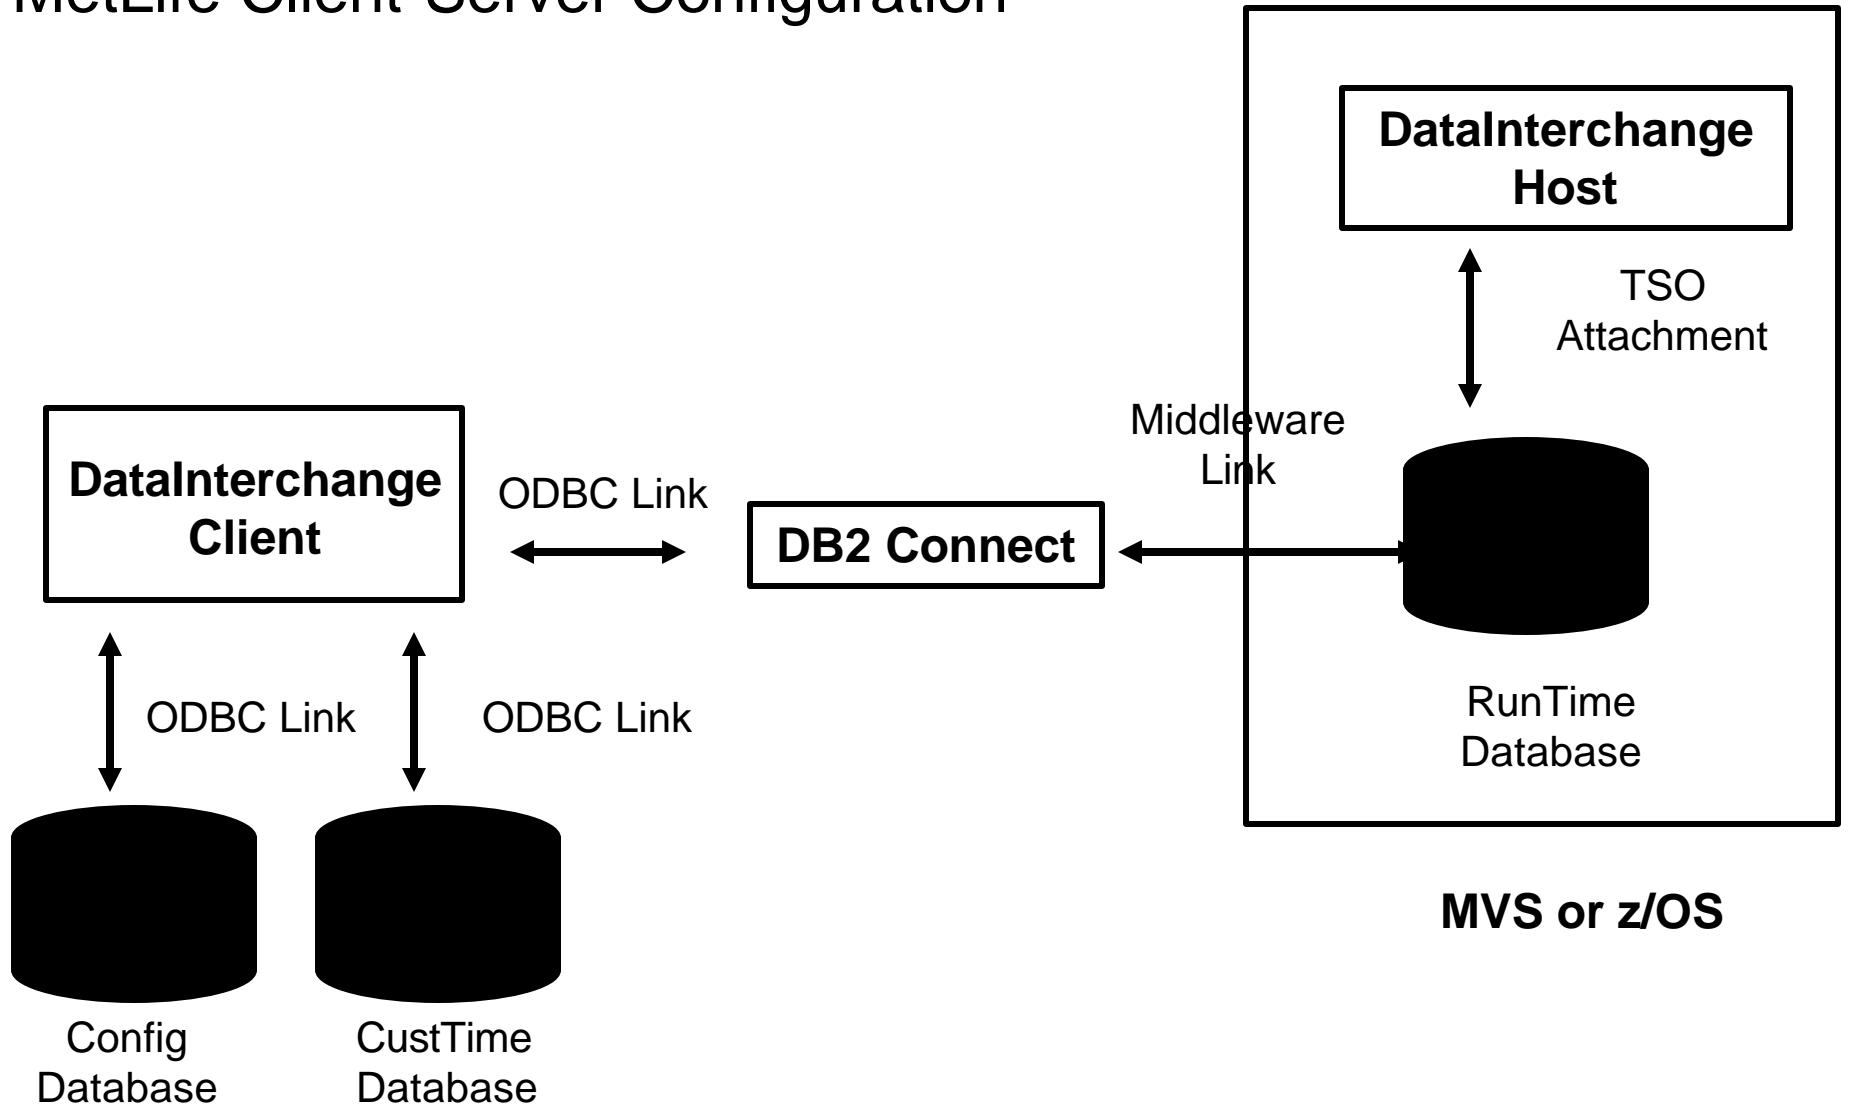 MetLife Client-Server Configuration
DataInterchange
Host
TSO
Attachment
Middleware
Link
DataInterchange
Client
ODBC Link
DB2 Connect
ODBC Link
ODBC Link
RunTime
Database
MVS or z/OS
Config
Database
CustTime
Database